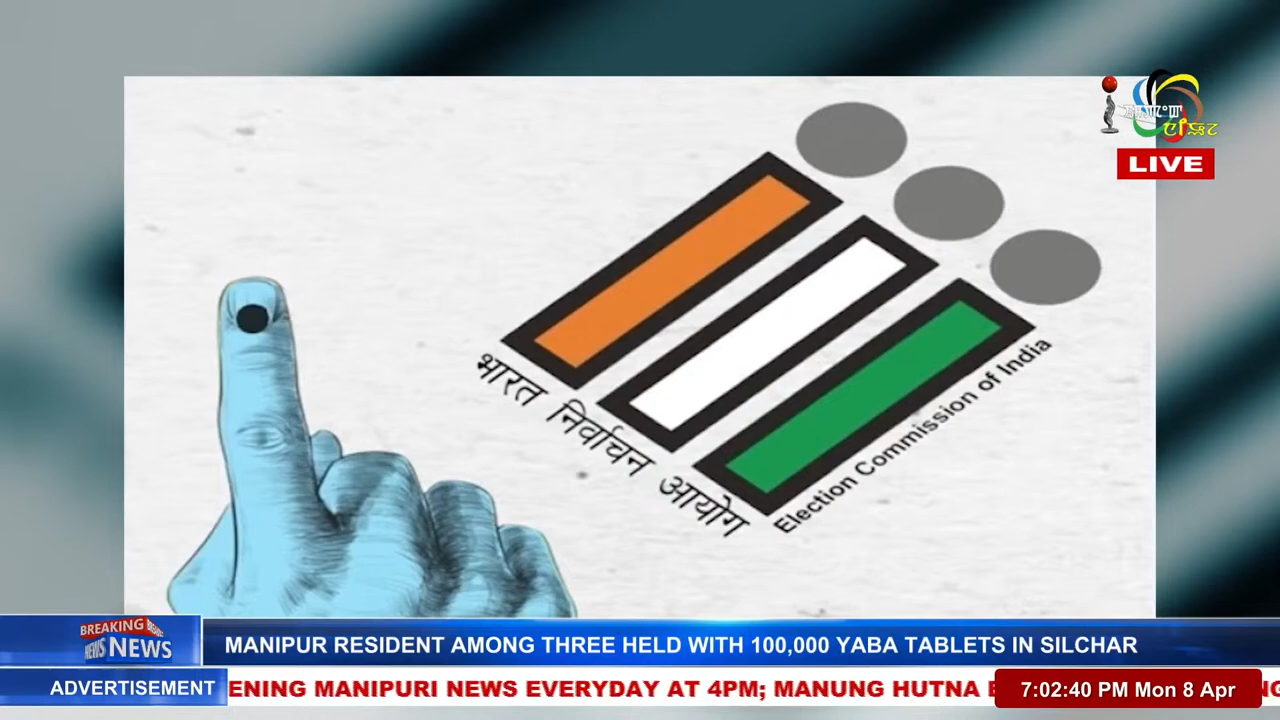 LIVE
भारत निर्वाचन आयोग
Election Commission of India
BREAKING
NEWS
MANIPUR RESIDENT AMONG THREE HELD WITH 100,000 YABA TABLETS IN SILCHAR
ADVERTISEMENT
ENING MANIPURI NEWS EVERYDAY AT 4PM; MANUNG HUTNA
7:02:40 PM Mon 8 Apr